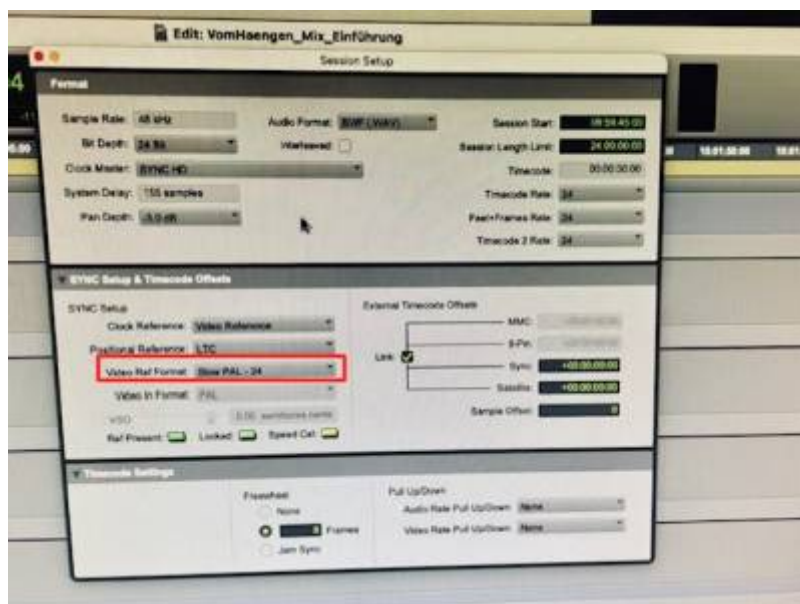 Edit: VomHaengen_Mix_Einführung
Session Setup
Format
Sample Rate: 48 kHz
Audio Format: BWF (.WAV)
Session Start:
Bit Depth: 24 Bit
Interleaved:
Session Length Limit: 24:00:00:00
Clock Master: SYNC HD
Timecode: 00:00:30:00
System Delay: 155 samples
Timecode Rate: 24
Pan Depth: -3.0 dB
Feet+Frames Rate: 24
Timecode 2 Rate: 24
SYNC Setup & Timecode Offsets
SYNC Setup
External Timecode Offsets
Clock Reference: Video Reference
MMC:
Positional Reference: LTC
9-Pin:
Link:
Video Ref Format: Slow PAL - 24
Sync: +00:00:00:00
Video In Format: PAL
Satellite: +00:00:00:00
VSO
Sample Offset: 0
Ref Present: Locked: Speed Cal:
Timecode Settings
Freewheel
Pull Up/Down
None
Audio Rate Pull Up/Down: None
Frames
Video Rate Pull Up/Down: None
Jam Sync